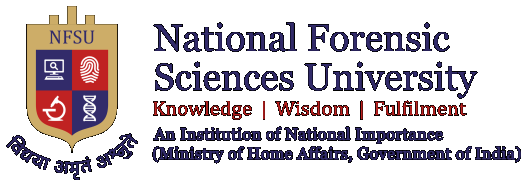 NFSU
विद्यया अमृतं अश्नुते
National Forensic
Sciences University
Knowledge | Wisdom | Fulfilment
An Institution of National Importance
(Ministry of Home Affairs, Government of India)